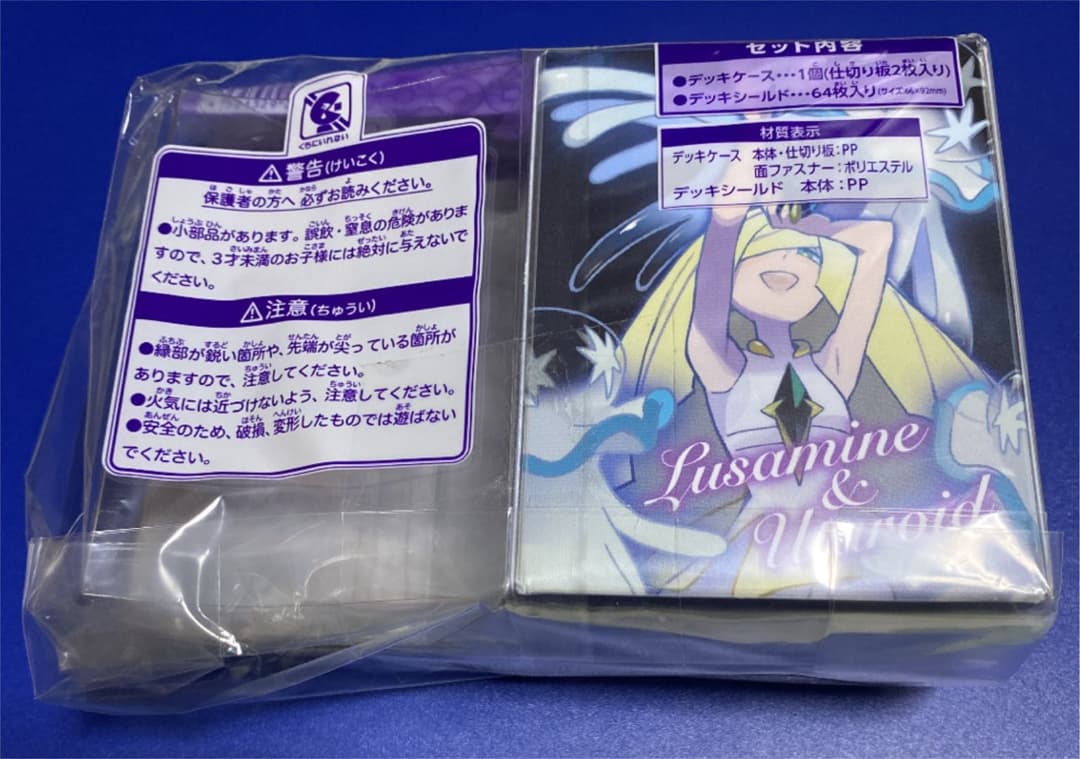 くちにいれない
⚠警告(けいこく)
保護者の方へ 必ずお読みください。
●小部品があります。誤飲・窒息の危険がありま
すので、3才未満のお子様には絶対に与えないで
ください。
⚠注意(ちゅうい)
●縁部が鋭い箇所や、先端が尖っている箇所が
ありますので、注意してください。
●火気には近づけないよう、注意してください。
●安全のため、破損、変形したものでは遊ばない
でください。
セット内容
●デッキケース・・・1個(仕切り板2枚入り)
●デッキシールド・・・64枚入り(サイズ:66×92mm)
材質表示
デッキケース 本体・仕切り板:PP
面ファスナー:ポリエステル
デッキシールド 本体:PP
Lusamine
&